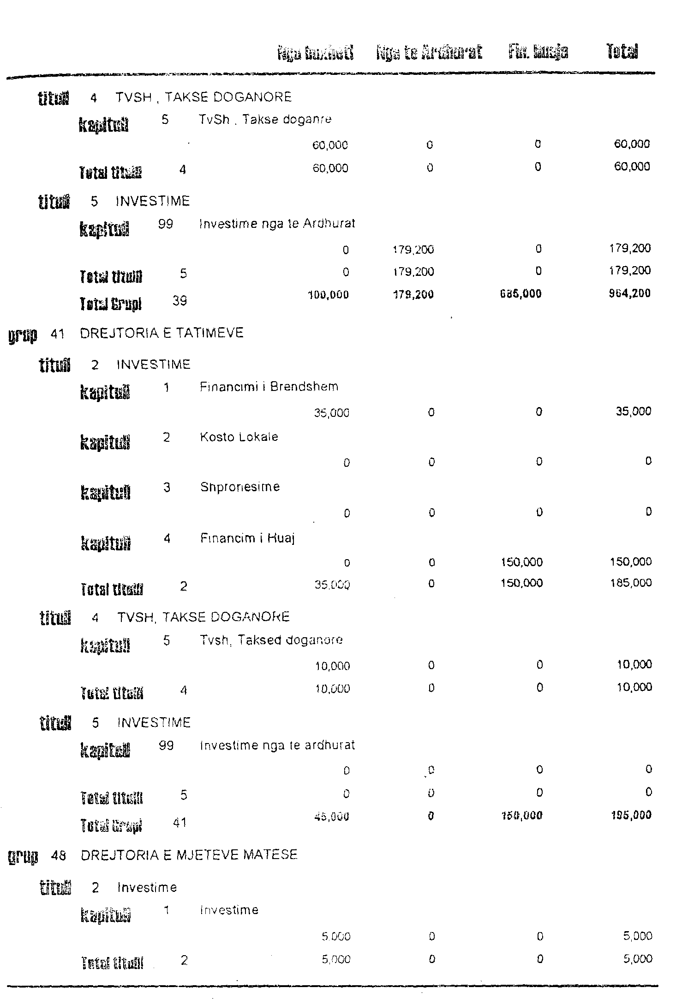 Nga buxheti Nga te Ardhurat Fin. Huaja Total
titull 4 TVSH , TAKSE DOGANORE
kapitull 5 TvSh , Takse doganre
60,000 0 0 60,000
Total titulli 4 60,000 0 0 60,000
titull 5 INVESTIME
kapitull 99 Investime nga te Ardhurat
0 179,200 0 179,200
Total titulli 5 0 179,200 0 179,200
Total Grupi 39 100,000 179,200 685,000 964,200
grup 41 DREJTORIA E TATIMEVE
titull 2 INVESTIME
kapitull 1 Financimi i Brendshem
35,000 0 0 35,000
kapitull 2 Kosto Lokale
0 0 0 0
kapitull 3 Shpronesime
0 0 0 0
kapitull 4 Financim i Huaj
0 0 150,000 150,000
Total titulli 2 35,000 0 150,000 185,000
titull 4 TVSH, TAKSE DOGANORE
kapitull 5 Tvsh, Taksed doganore
10,000 0 0 10,000
Total titulli 4 10,000 0 0 10,000
titull 5 INVESTIME
kapitull 99 Investime nga te ardhurat
0 0 0 0
Total titulli 5 0 0 0 0
Total Grupi 41 45,000 0 150,000 195,000
grup 48 DREJTORIA E MJETEVE MATESE
titull 2 Investime
kapitull 1 Investime
5,000 0 0 5,000
Total titulli 2 5,000 0 0 5,000